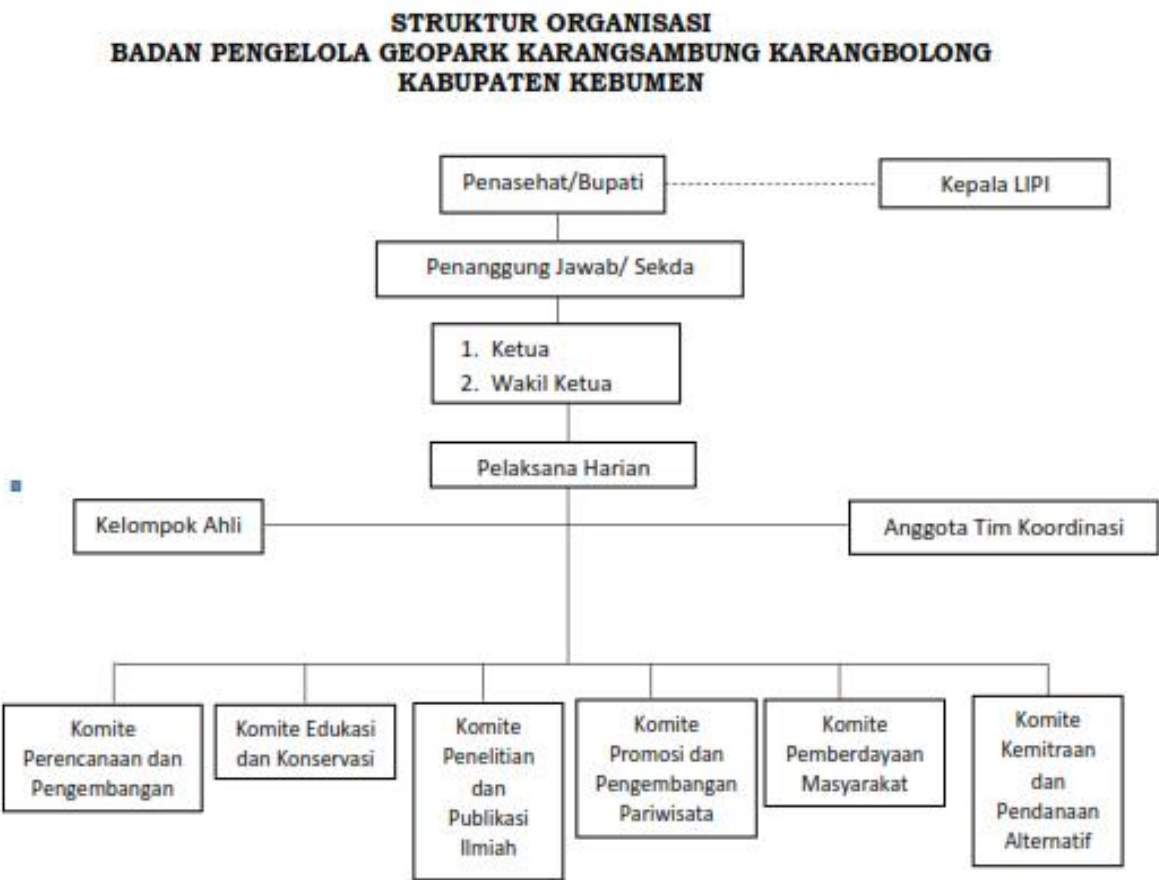 STRUKTUR ORGANISASI
BADAN PENGELOLA GEOPARK KARANGSAMBUNG KARANGBOLONG
KABUPATEN KEBUMEN
Penasehat/Bupati
Kepala LIPI
Penanggung Jawab/ Sekda
1. Ketua
2. Wakil Ketua
Pelaksana Harian
Kelompok Ahli
Anggota Tim Koordinasi
Komite
Perencanaan dan
Pengembangan
Komite Edukasi
dan Konservasi
Komite
Penelitian
dan
Publikasi
Ilmiah
Komite
Promosi dan
Pengembangan
Pariwisata
Komite
Pemberdayaan
Masyarakat
Komite
Kemitraan
dan
Pendanaan
Alternatif